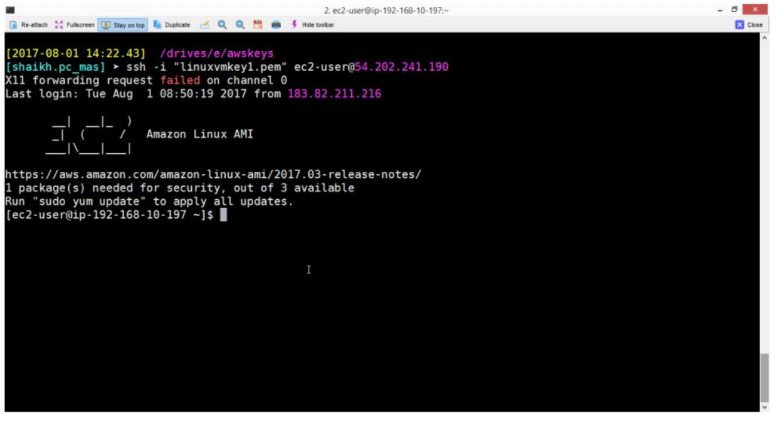 2. ec2-user@ip-192-168-10-197:~
Re-attach Fullscreen Stay on top Duplicate Hide toolbar Close
[2017-08-01 14:22.43] /drives/e/awskeys
[shaikh.pc_mas] ➤ ssh -i "linuxvmkey1.pem" ec2-user@54.202.241.190
X11 forwarding request failed on channel 0
Last login: Tue Aug 1 08:50:19 2017 from 183.82.211.216
__| __|_ )
_| ( / Amazon Linux AMI
___|\___|___|
https://aws.amazon.com/amazon-linux-ami/2017.03-release-notes/
1 package(s) needed for security, out of 3 available
Run "sudo yum update" to apply all updates.
[ec2-user@ip-192-168-10-197 ~]$